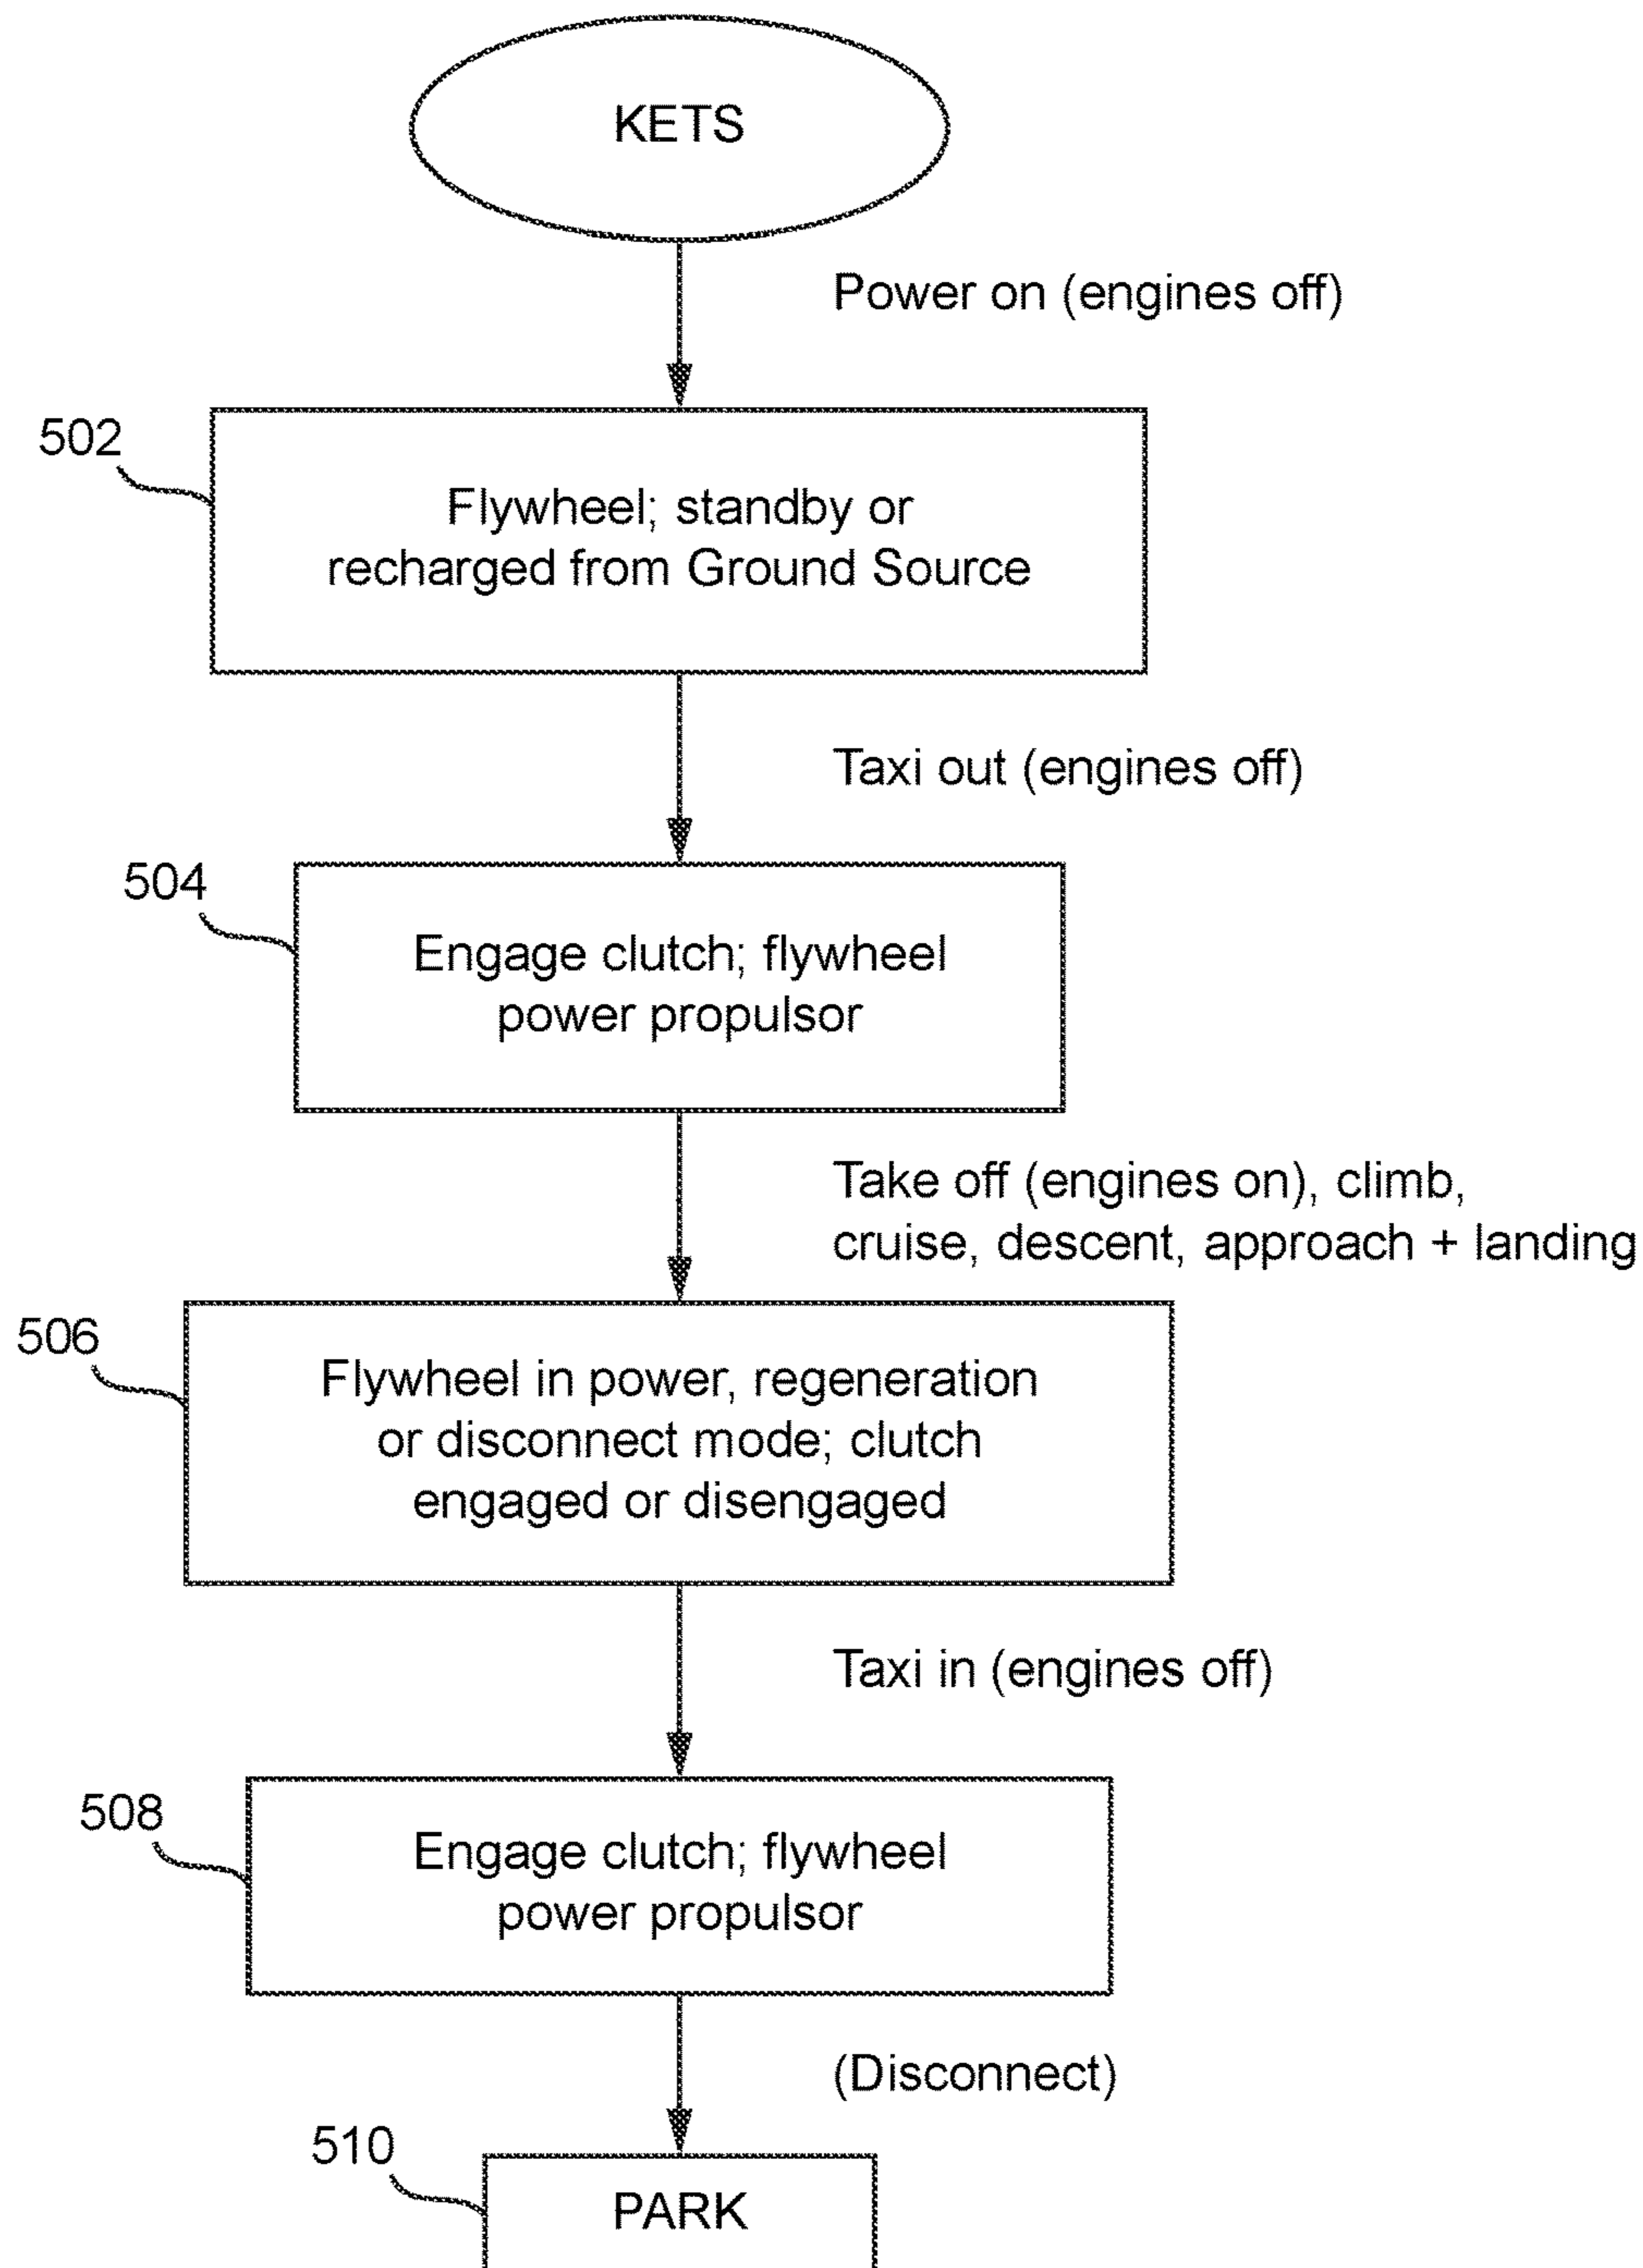 KETS
Power on (engines off)
502
Flywheel; standby or
recharged from Ground Source
Taxi out (engines off)
504
Engage clutch; flywheel
power propulsor
Take off (engines on), climb,
cruise, descent, approach + landing
506
Flywheel in power, regeneration
or disconnect mode; clutch
engaged or disengaged
Taxi in (engines off)
508
Engage clutch; flywheel
power propulsor
(Disconnect)
510
PARK